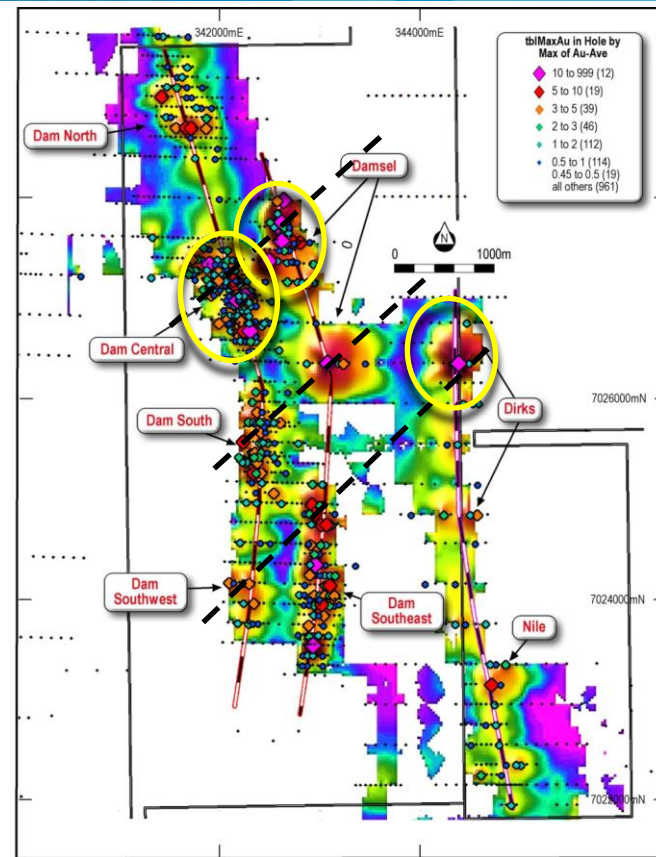 342000mE
344000mE
tblMaxAu in Hole by
Max of Au-Ave
10 to 999 (12)
5 to 10 (19)
3 to 5 (39)
2 to 3 (46)
1 to 2 (112)
0.5 to 1 (114)
0.45 to 0.5 (19)
all others (961)
Dam North
Damsel
N
0
1000m
0
Dam Central
7026000mN
Dirks
Dam South
Dam
Southwest
7024000mN
Dam
Southeast
Nile
7022000mN